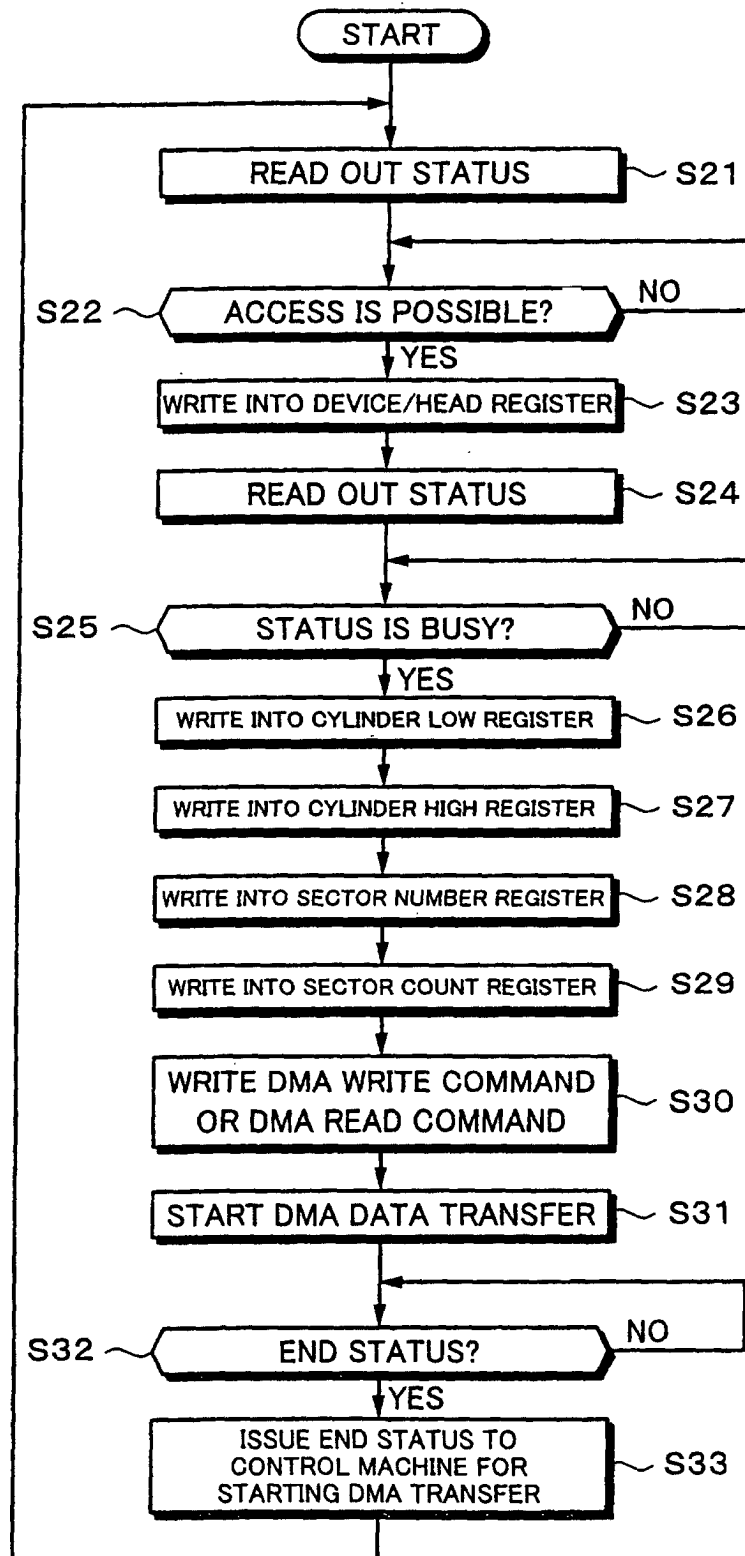 START
READ OUT STATUS
S21
S22
ACCESS IS POSSIBLE?
NO
YES
WRITE INTO DEVICE/HEAD REGISTER
S23
READ OUT STATUS
S24
S25
STATUS IS BUSY?
NO
YES
WRITE INTO CYLINDER LOW REGISTER
S26
WRITE INTO CYLINDER HIGH REGISTER
S27
WRITE INTO SECTOR NUMBER REGISTER
S28
WRITE INTO SECTOR COUNT REGISTER
S29
WRITE DMA WRITE COMMAND
OR DMA READ COMMAND
S30
START DMA DATA TRANSFER
S31
S32
END STATUS?
NO
YES
ISSUE END STATUS TO
CONTROL MACHINE FOR
STARTING DMA TRANSFER
S33